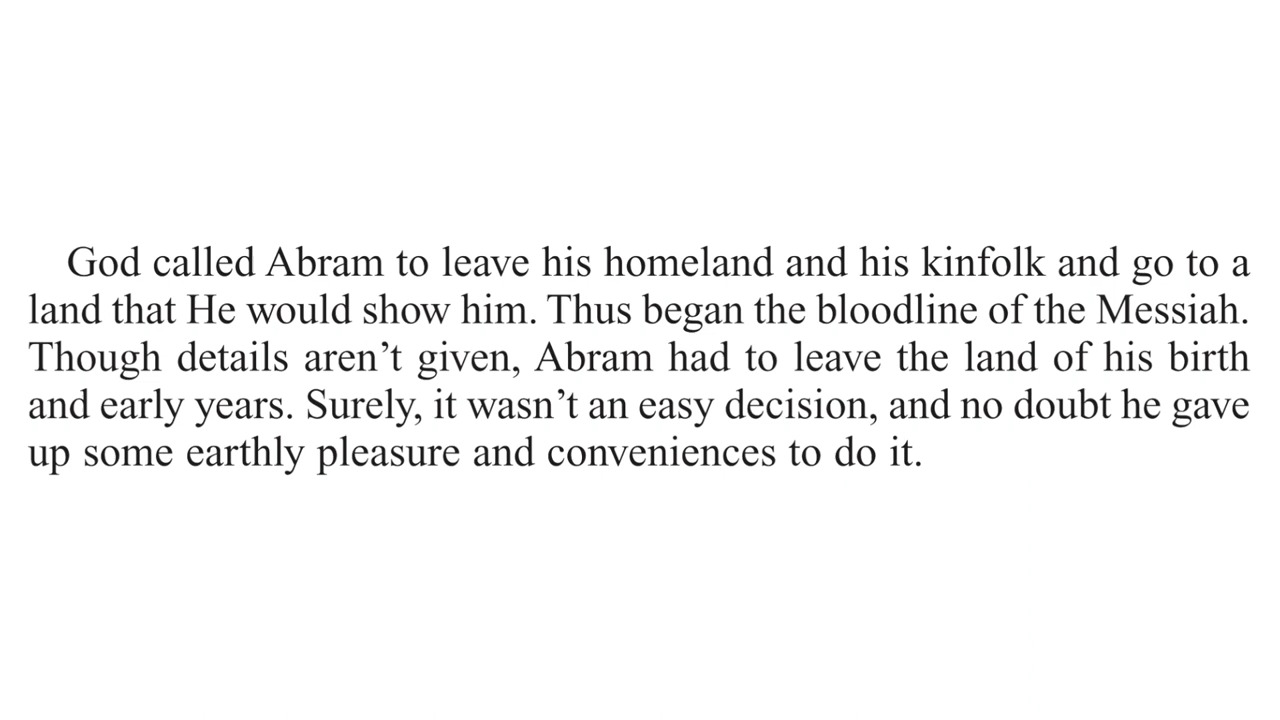 God called Abram to leave his homeland and his kinfolk and go to a
land that He would show him. Thus began the bloodline of the Messiah.
Though details aren’t given, Abram had to leave the land of his birth
and early years. Surely, it wasn’t an easy decision, and no doubt he gave
up some earthly pleasure and conveniences to do it.